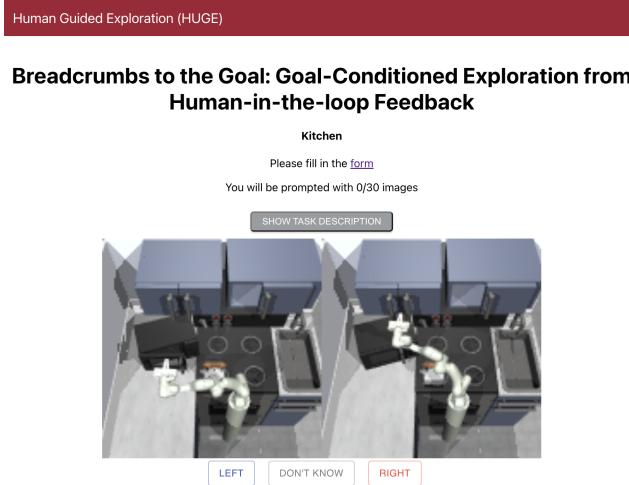 Human Guided Exploration (HUGE)
Breadcrumbs to the Goal: Goal-Conditioned Exploration from
Human-in-the-loop Feedback
Kitchen
Please fill in the form
You will be prompted with 0/30 images
SHOW TASK DESCRIPTION
LEFT
DON'T KNOW
RIGHT